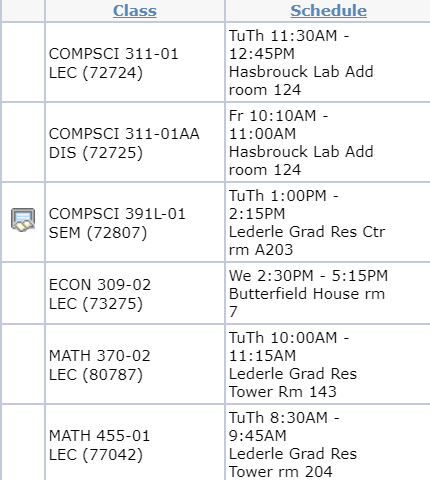 Class Schedule
COMPSCI 311-01
LEC (72724)
TuTh 11:30AM -
12:45PM
Hasbrouck Lab Add
room 124
COMPSCI 311-01AA
DIS (72725)
Fr 10:10AM -
11:00AM
Hasbrouck Lab Add
room 124
COMPSCI 391L-01
SEM (72807)
TuTh 1:00PM -
2:15PM
Lederle Grad Res Ctr
rm A203
ECON 309-02
LEC (73275)
We 2:30PM - 5:15PM
Butterfield House rm
7
MATH 370-02
LEC (80787)
TuTh 10:00AM -
11:15AM
Lederle Grad Res
Tower Rm 143
MATH 455-01
LEC (77042)
TuTh 8:30AM -
9:45AM
Lederle Grad Res
Tower rm 204